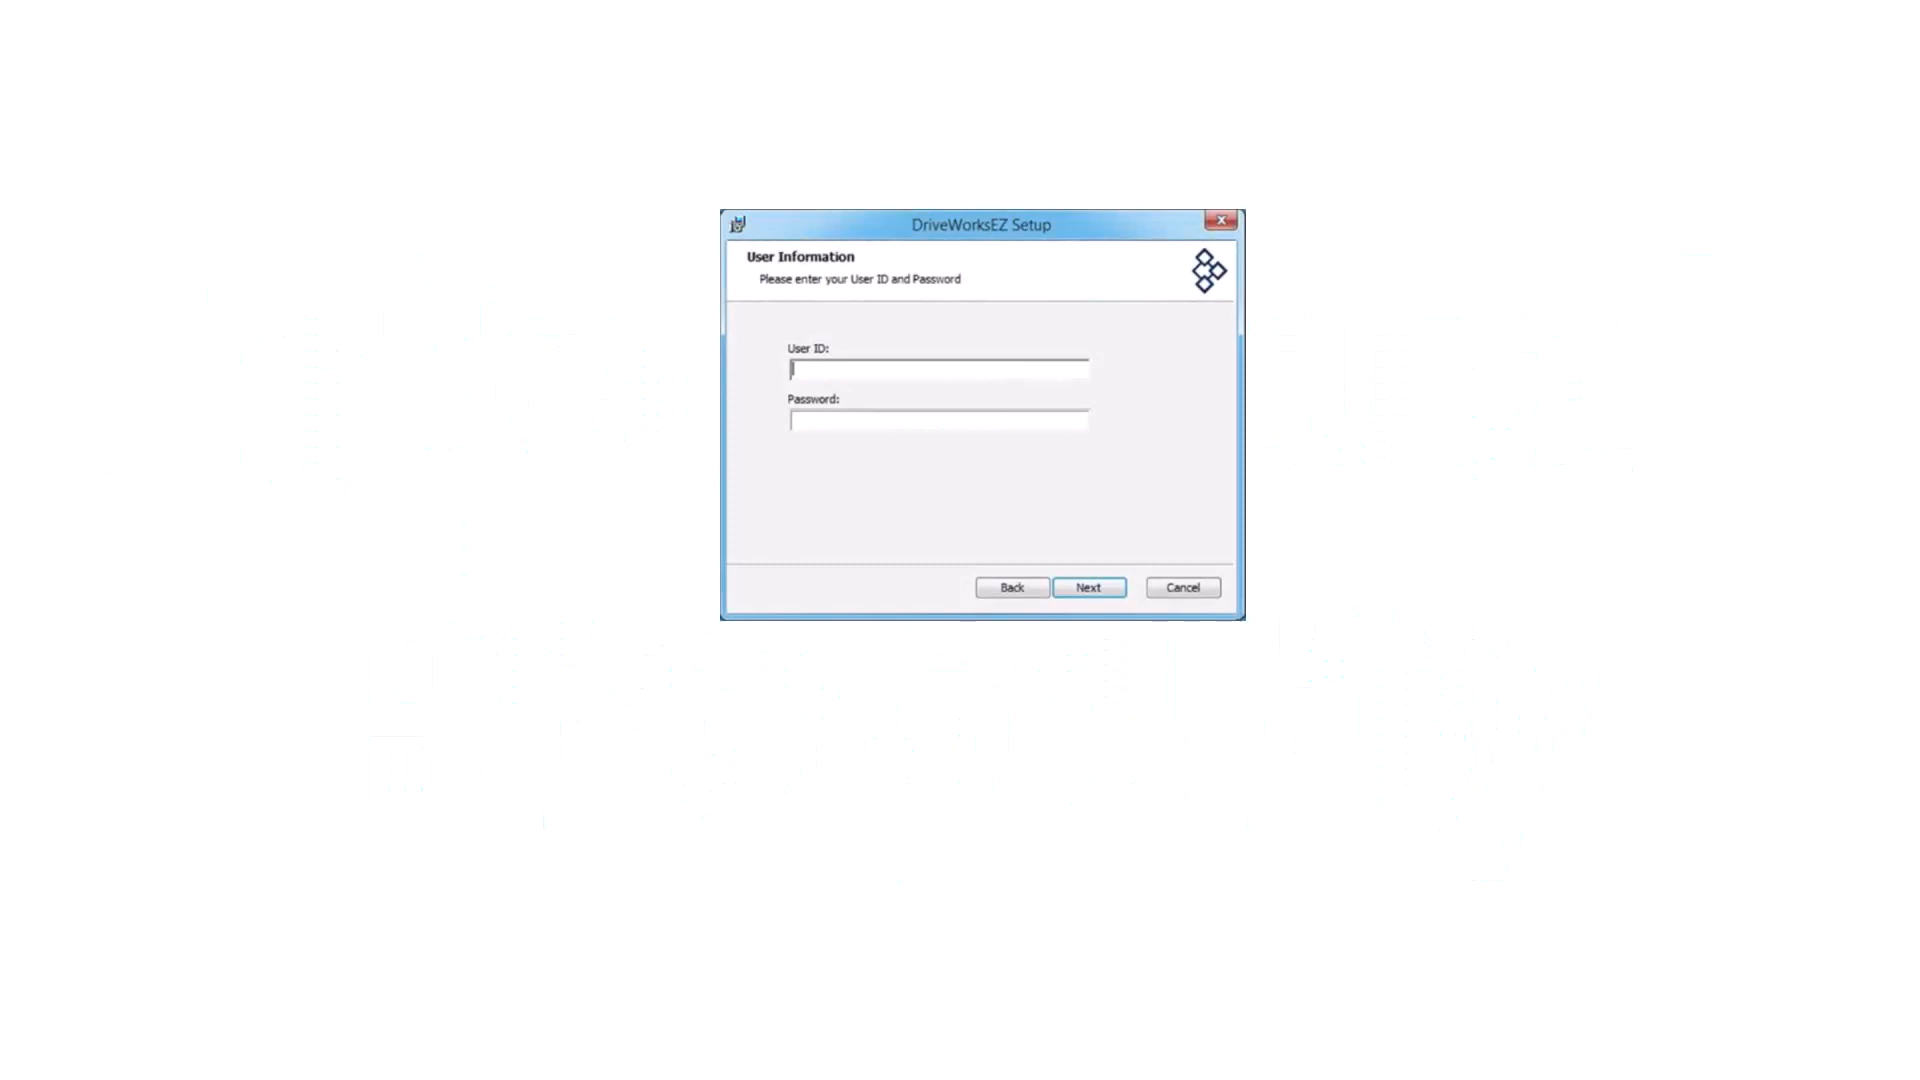 DriveWorksEZ Setup
User Information
Please enter your User ID and Password
User ID:
Password:
Back Next Cancel